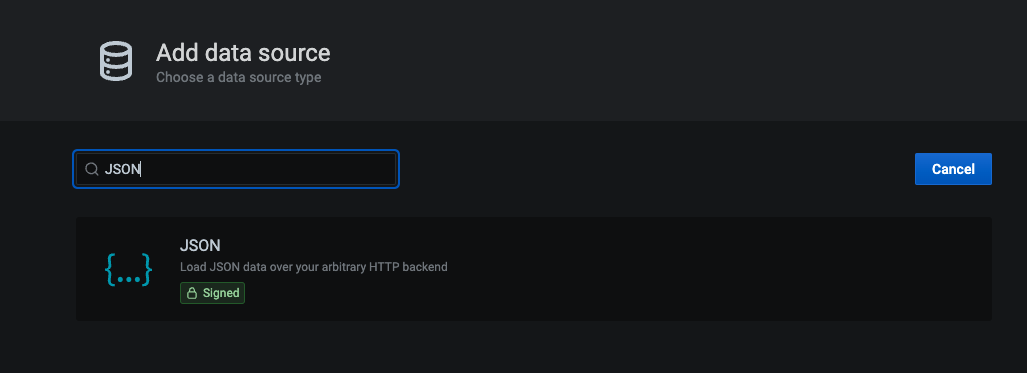 Add data source
Choose a data source type
JSON
Cancel
{...}
JSON
Load JSON data over your arbitrary HTTP backend
Signed